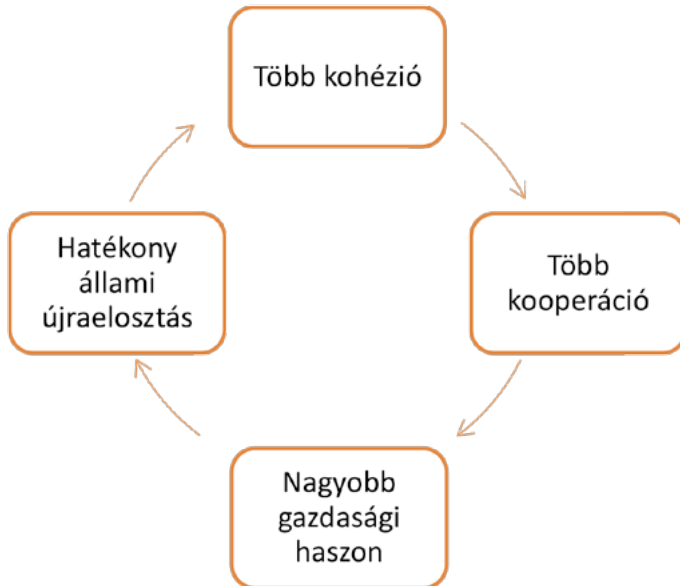 Több kohézió
Több
kooperáció
Nagyobb
gazdasági
haszon
Hatékony
állami
újraelosztás